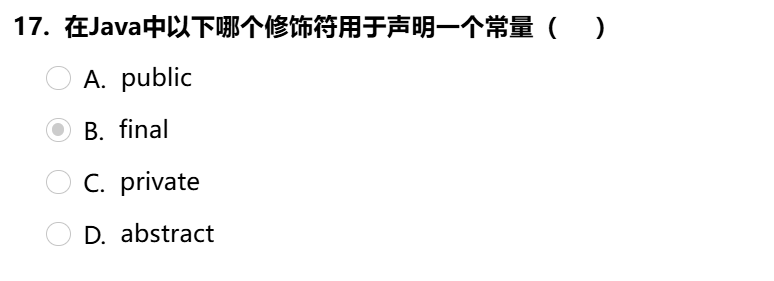 17. 在Java中以下哪个修饰符用于声明一个常量（　）
A. public
B. final
C. private
D. abstract